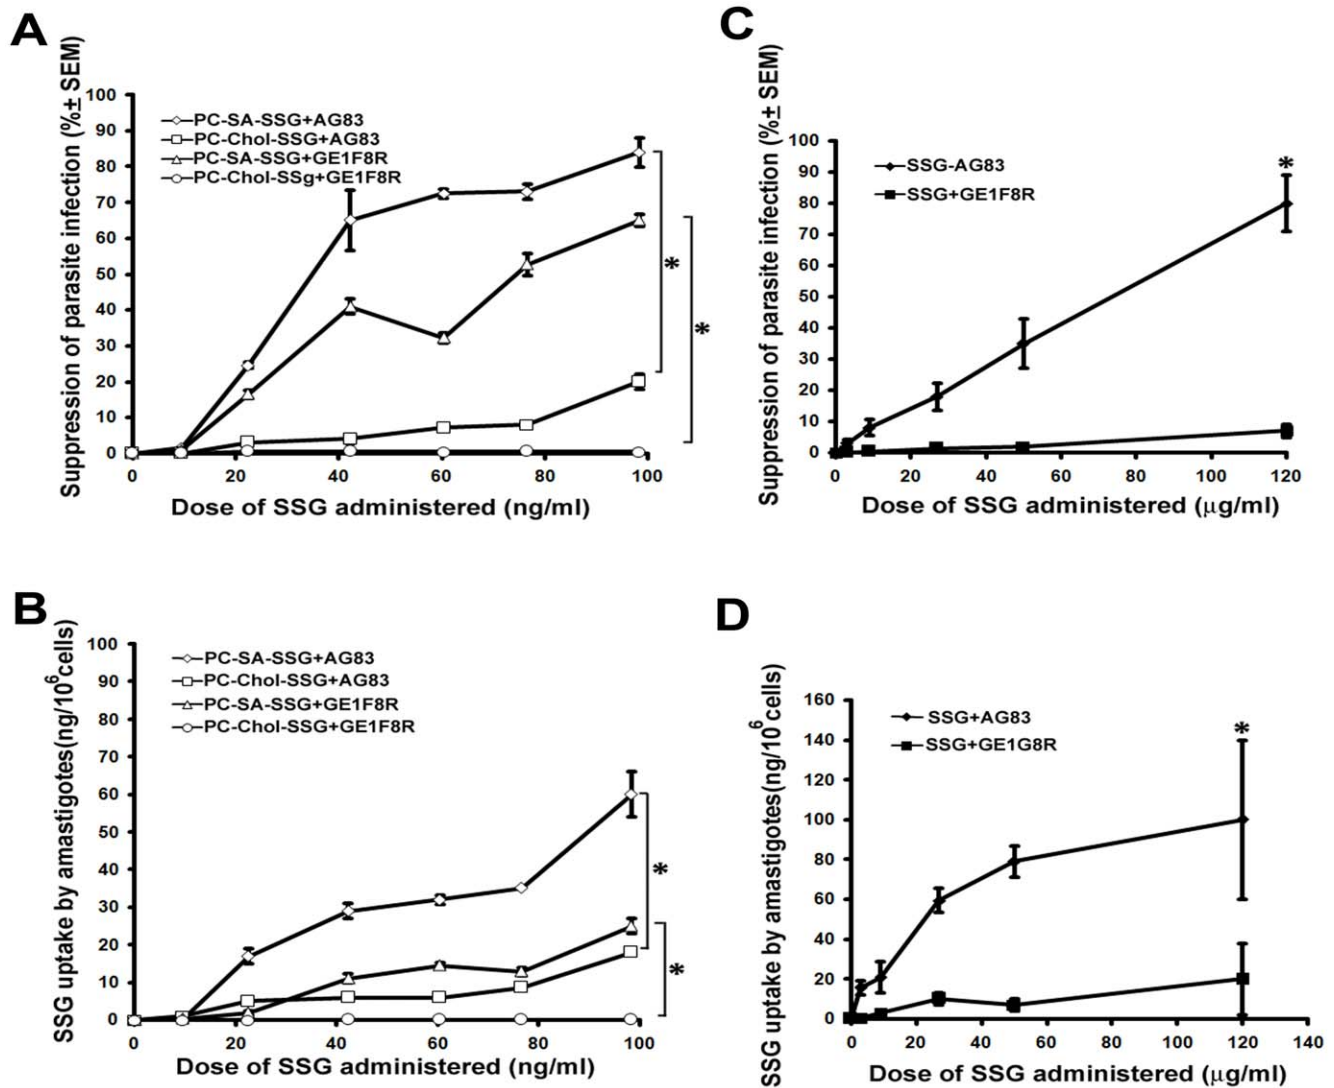 A
Suppression of parasite infection (%± SEM)
100
90
80
70
60
50
40
30
20
10
0
PC-SA-SSG+AG83
PC-Chol-SSG+AG83
PC-SA-SSG+GE1F8R
PC-Chol-SSg+GE1F8R
*
*
0 20 40 60 80 100
Dose of SSG administered (ng/ml)
C
Suppression of parasite infection (%± SEM)
100
90
80
70
60
50
40
30
20
10
0
SSG-AG83
SSG+GE1F8R
*
0 20 40 60 80 100 120
Dose of SSG administered (μg/ml)
B
SSG uptake by amastigotes(ng/10⁶cells)
100
90
80
70
60
50
40
30
20
10
0
PC-SA-SSG+AG83
PC-Chol-SSG+AG83
PC-SA-SSG+GE1F8R
PC-Chol-SSG+GE1F8R
*
*
0 20 40 60 80 100
Dose of SSG administered (ng/ml)
D
SSG uptake by amastigotes(ng/10⁶cells)
160
140
120
100
80
60
40
20
0
SSG+AG83
SSG+GE1G8R
*
0 20 40 60 80 100 120 140
Dose of SSG administered (μg/ml)